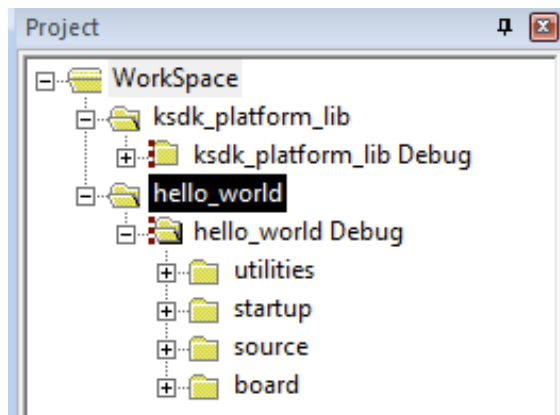 Project
WorkSpace
ksdk_platform_lib
ksdk_platform_lib Debug
hello_world
hello_world Debug
utilities
startup
source
board